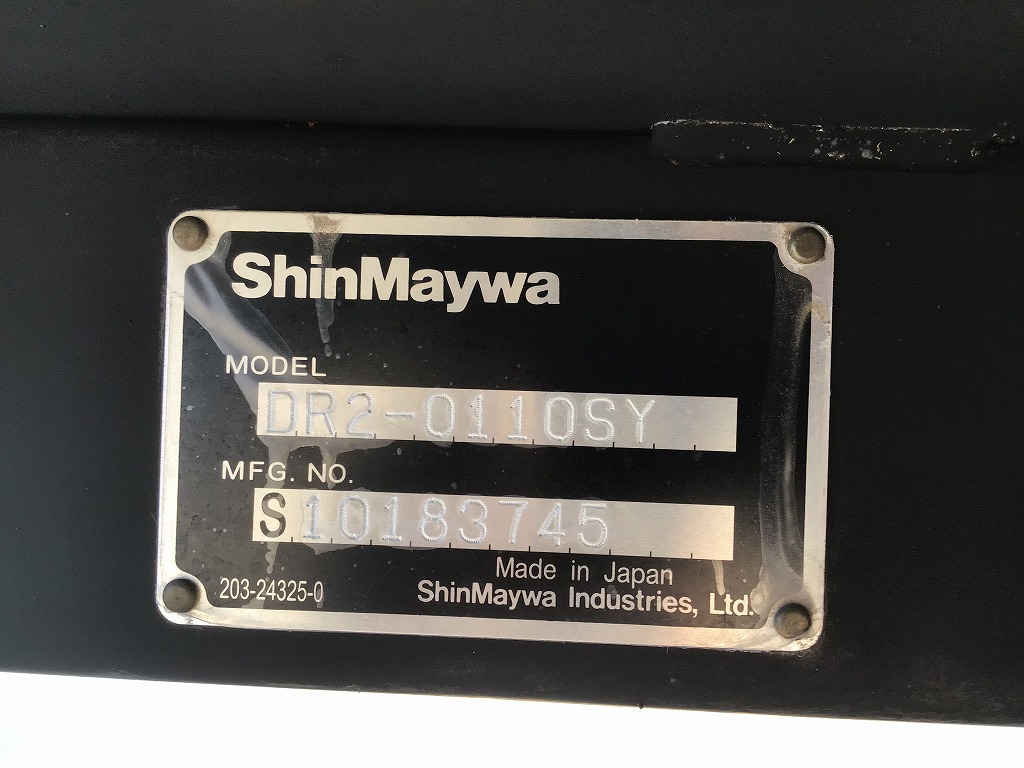 ShinMaywa
MODEL
DR2-0110SY
MFG. NO.
S10183745
Made in Japan
203-24325-0 ShinMaywa Industries, Ltd.